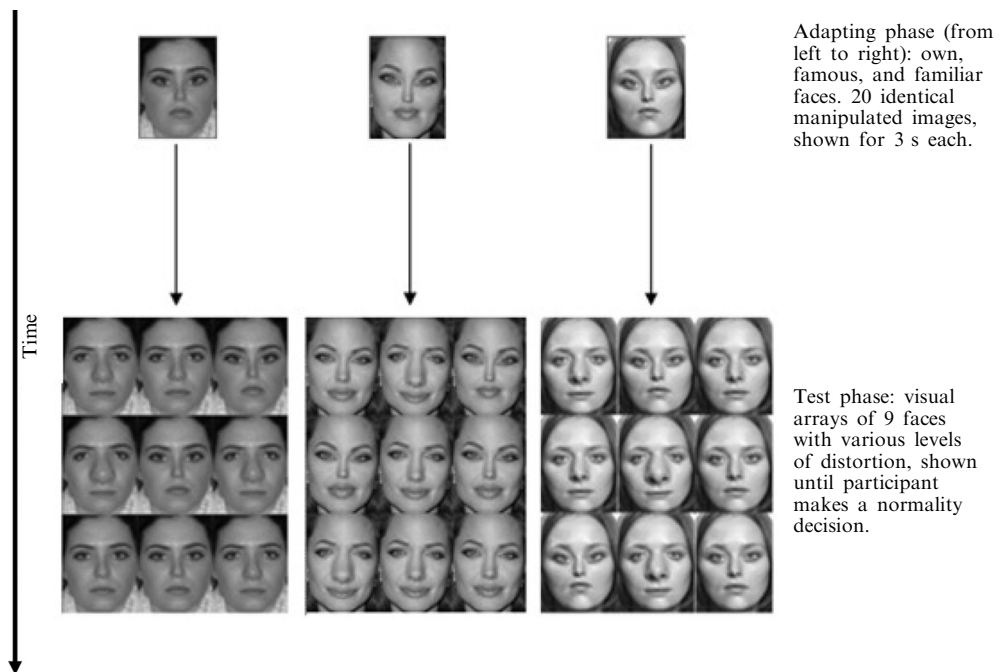 Adapting phase (from
left to right): own,
famous, and familiar
faces. 20 identical
manipulated images,
shown for 3 s each.
Time
Test phase: visual
arrays of 9 faces
with various levels
of distortion, shown
until participant
makes a normality
decision.